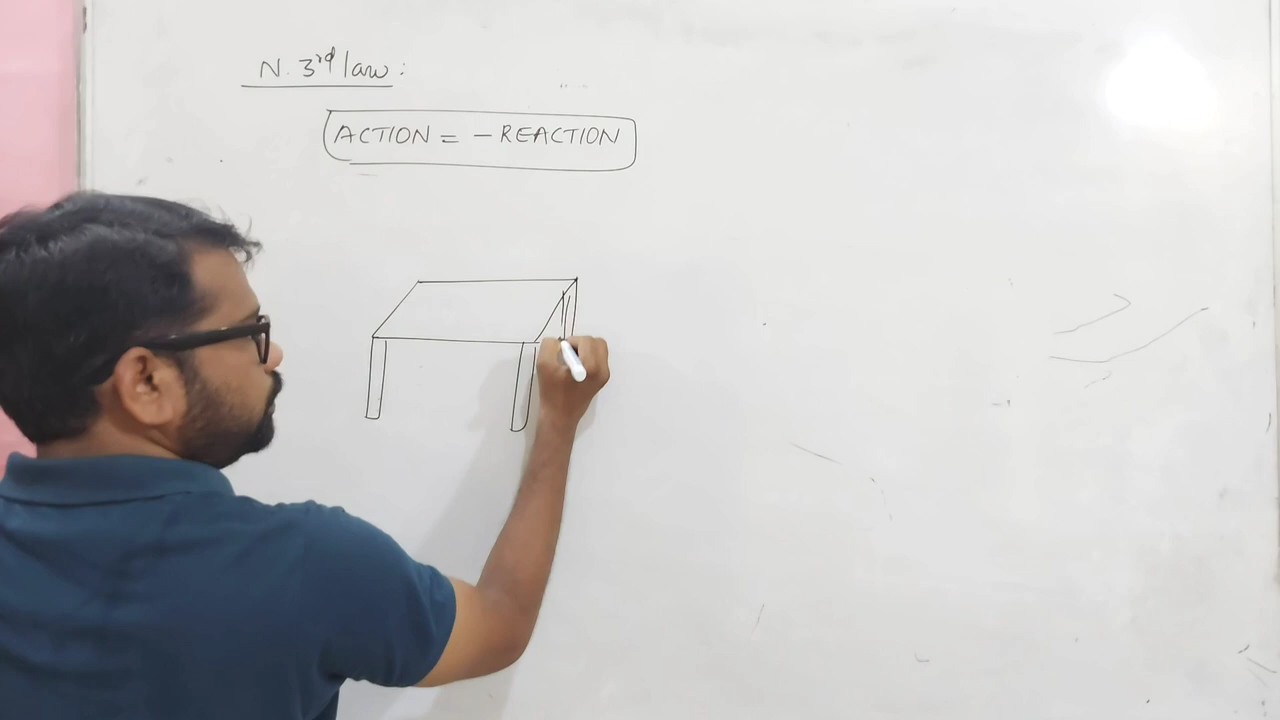 N. 3rd law:
ACTION = - REACTION